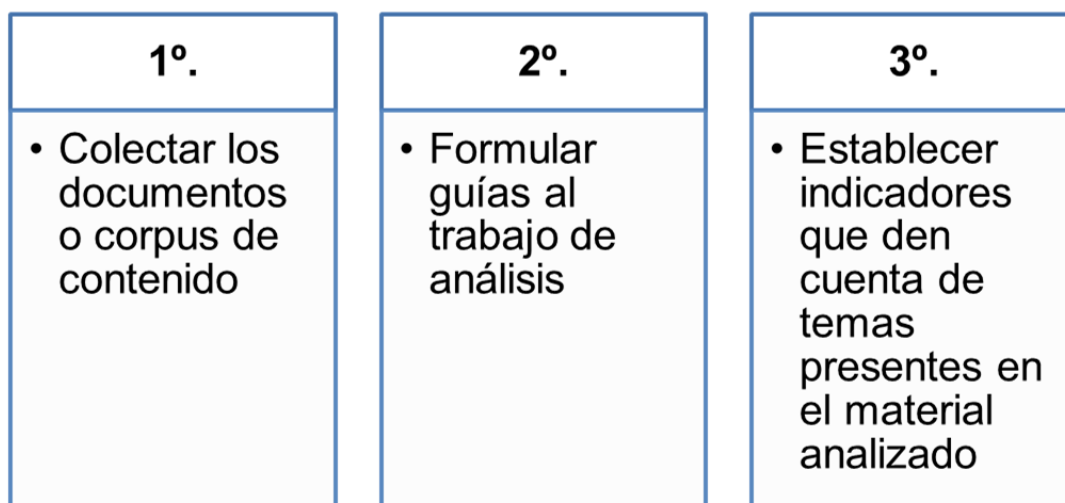 1º.
• Colectar los
documentos
o corpus de
contenido
2º.
• Formular
guías al
trabajo de
análisis
3º.
• Establecer
indicadores
que den
cuenta de
temas
presentes en
el material
analizado